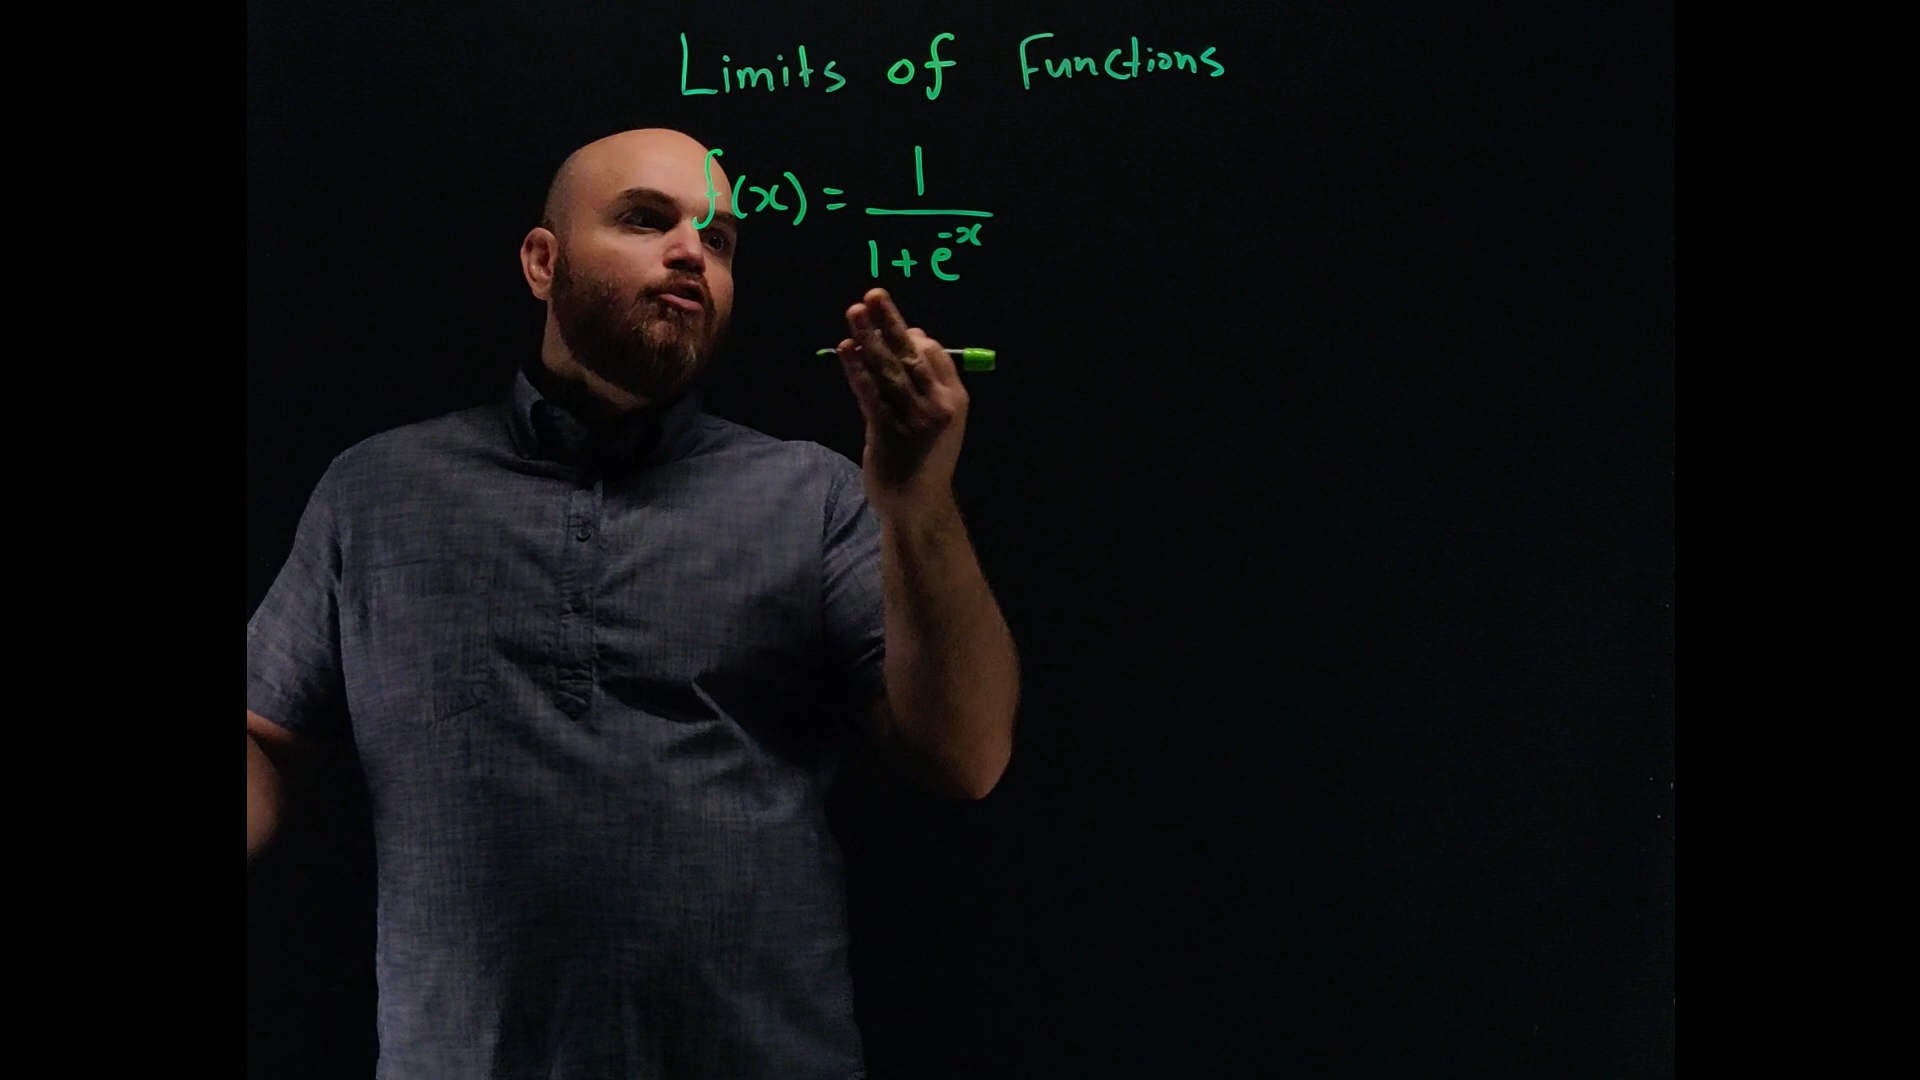 Limits of Functions
f(x) = 1 / (1 + e^-x)